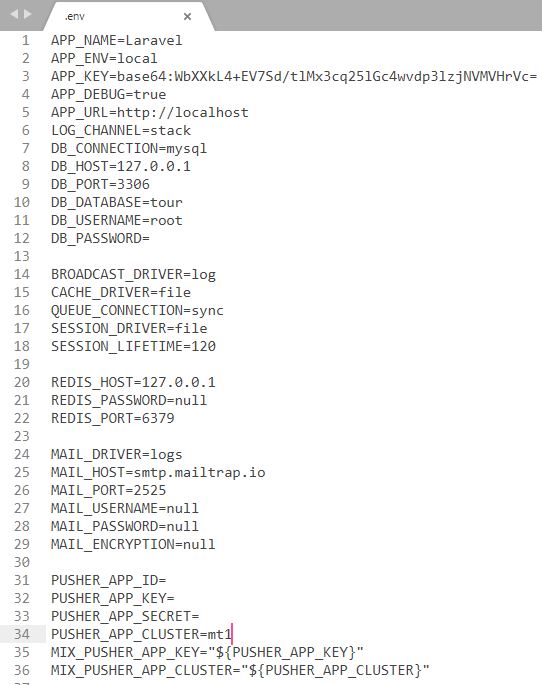 .env
1 APP_NAME=Laravel
2 APP_ENV=local
3 APP_KEY=base64:WbXXkL4+EV7Sd/tlMx3cq25lGc4wvdp3lzjNVMVHrVc=
4 APP_DEBUG=true
5 APP_URL=http://localhost
6 LOG_CHANNEL=stack
7 DB_CONNECTION=mysql
8 DB_HOST=127.0.0.1
9 DB_PORT=3306
10 DB_DATABASE=tour
11 DB_USERNAME=root
12 DB_PASSWORD=
13
14 BROADCAST_DRIVER=log
15 CACHE_DRIVER=file
16 QUEUE_CONNECTION=sync
17 SESSION_DRIVER=file
18 SESSION_LIFETIME=120
19
20 REDIS_HOST=127.0.0.1
21 REDIS_PASSWORD=null
22 REDIS_PORT=6379
23
24 MAIL_DRIVER=logs
25 MAIL_HOST=smtp.mailtrap.io
26 MAIL_PORT=2525
27 MAIL_USERNAME=null
28 MAIL_PASSWORD=null
29 MAIL_ENCRYPTION=null
30
31 PUSHER_APP_ID=
32 PUSHER_APP_KEY=
33 PUSHER_APP_SECRET=
34 PUSHER_APP_CLUSTER=mt1
35 MIX_PUSHER_APP_KEY="${PUSHER_APP_KEY}"
36 MIX_PUSHER_APP_CLUSTER="${PUSHER_APP_CLUSTER}"